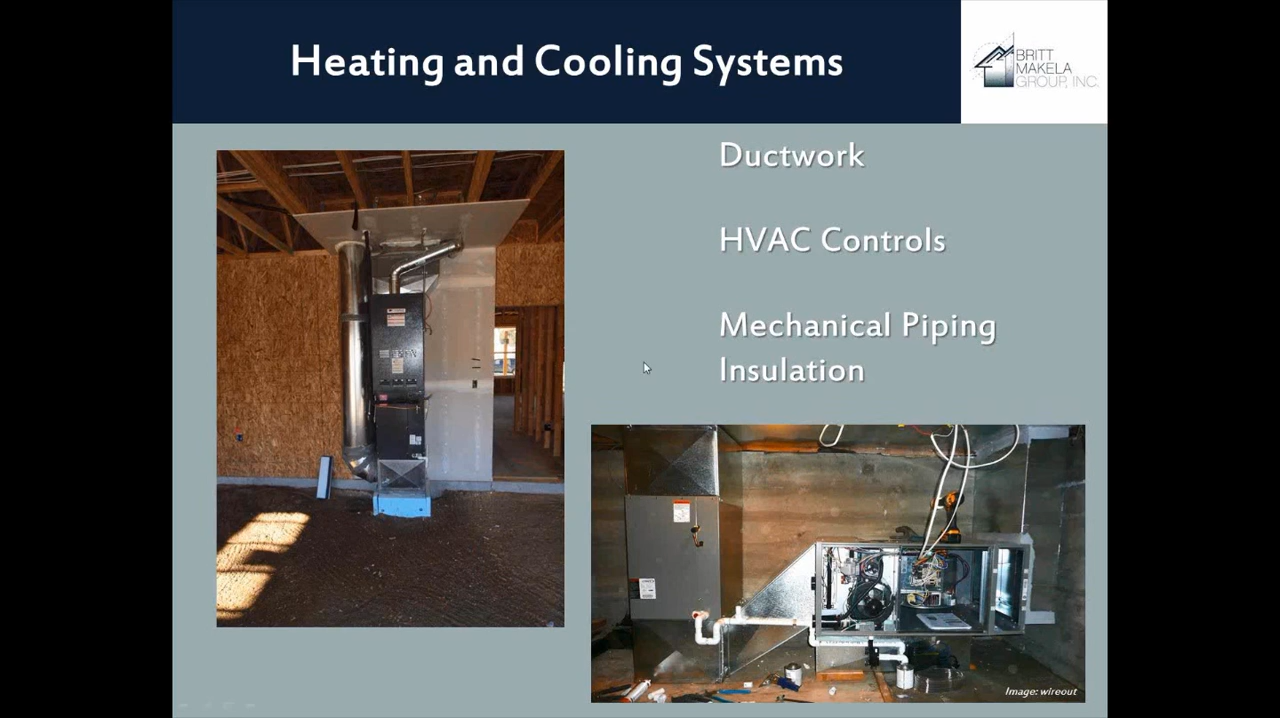 Heating and Cooling Systems
BRITT
MAKELA
GROUP, INC.
Ductwork
HVAC Controls
Mechanical Piping
Insulation
Image: wireout